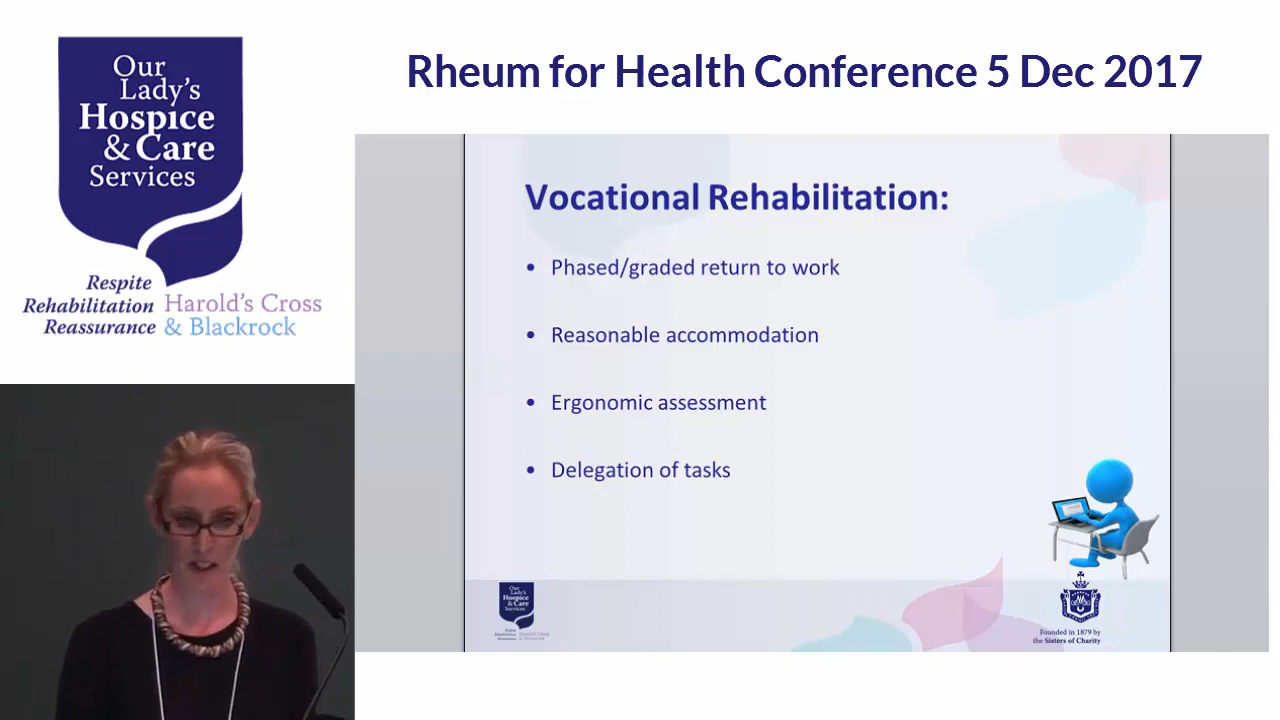 Our
Lady's
Hospice
& Care
Services
Respite
Rehabilitation
Reassurance
Harold's Cross
& Blackrock
Rheum for Health Conference 5 Dec 2017
Vocational Rehabilitation:
• Phased/graded return to work
• Reasonable accommodation
• Ergonomic assessment
• Delegation of tasks
Our
Lady's
Hospice
& Care
Services
Founded in 1879 by
the Sisters of Charity